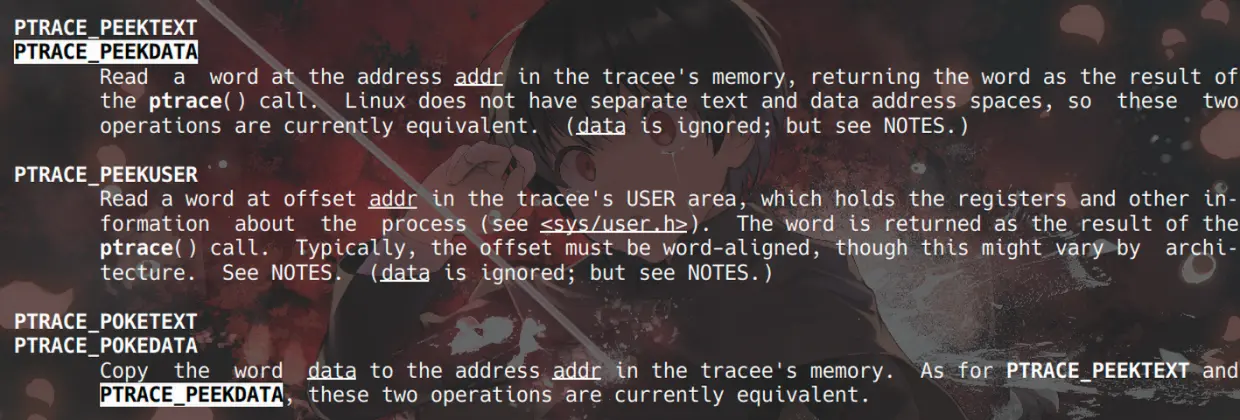 PTRACE_PEEKTEXT
PTRACE_PEEKDATA
Read a word at the address addr in the tracee's memory, returning the word as the result of
the ptrace() call. Linux does not have separate text and data address spaces, so these two
operations are currently equivalent. (data is ignored; but see NOTES.)
PTRACE_PEEKUSER
Read a word at offset addr in the tracee's USER area, which holds the registers and other in-
formation about the process (see <sys/user.h>). The word is returned as the result of the
ptrace() call. Typically, the offset must be word-aligned, though this might vary by archi-
tecture. See NOTES. (data is ignored; but see NOTES.)
PTRACE_POKETEXT
PTRACE_POKEDATA
Copy the word data to the address addr in the tracee's memory. As for PTRACE_PEEKTEXT and
PTRACE_PEEKDATA, these two operations are currently equivalent.